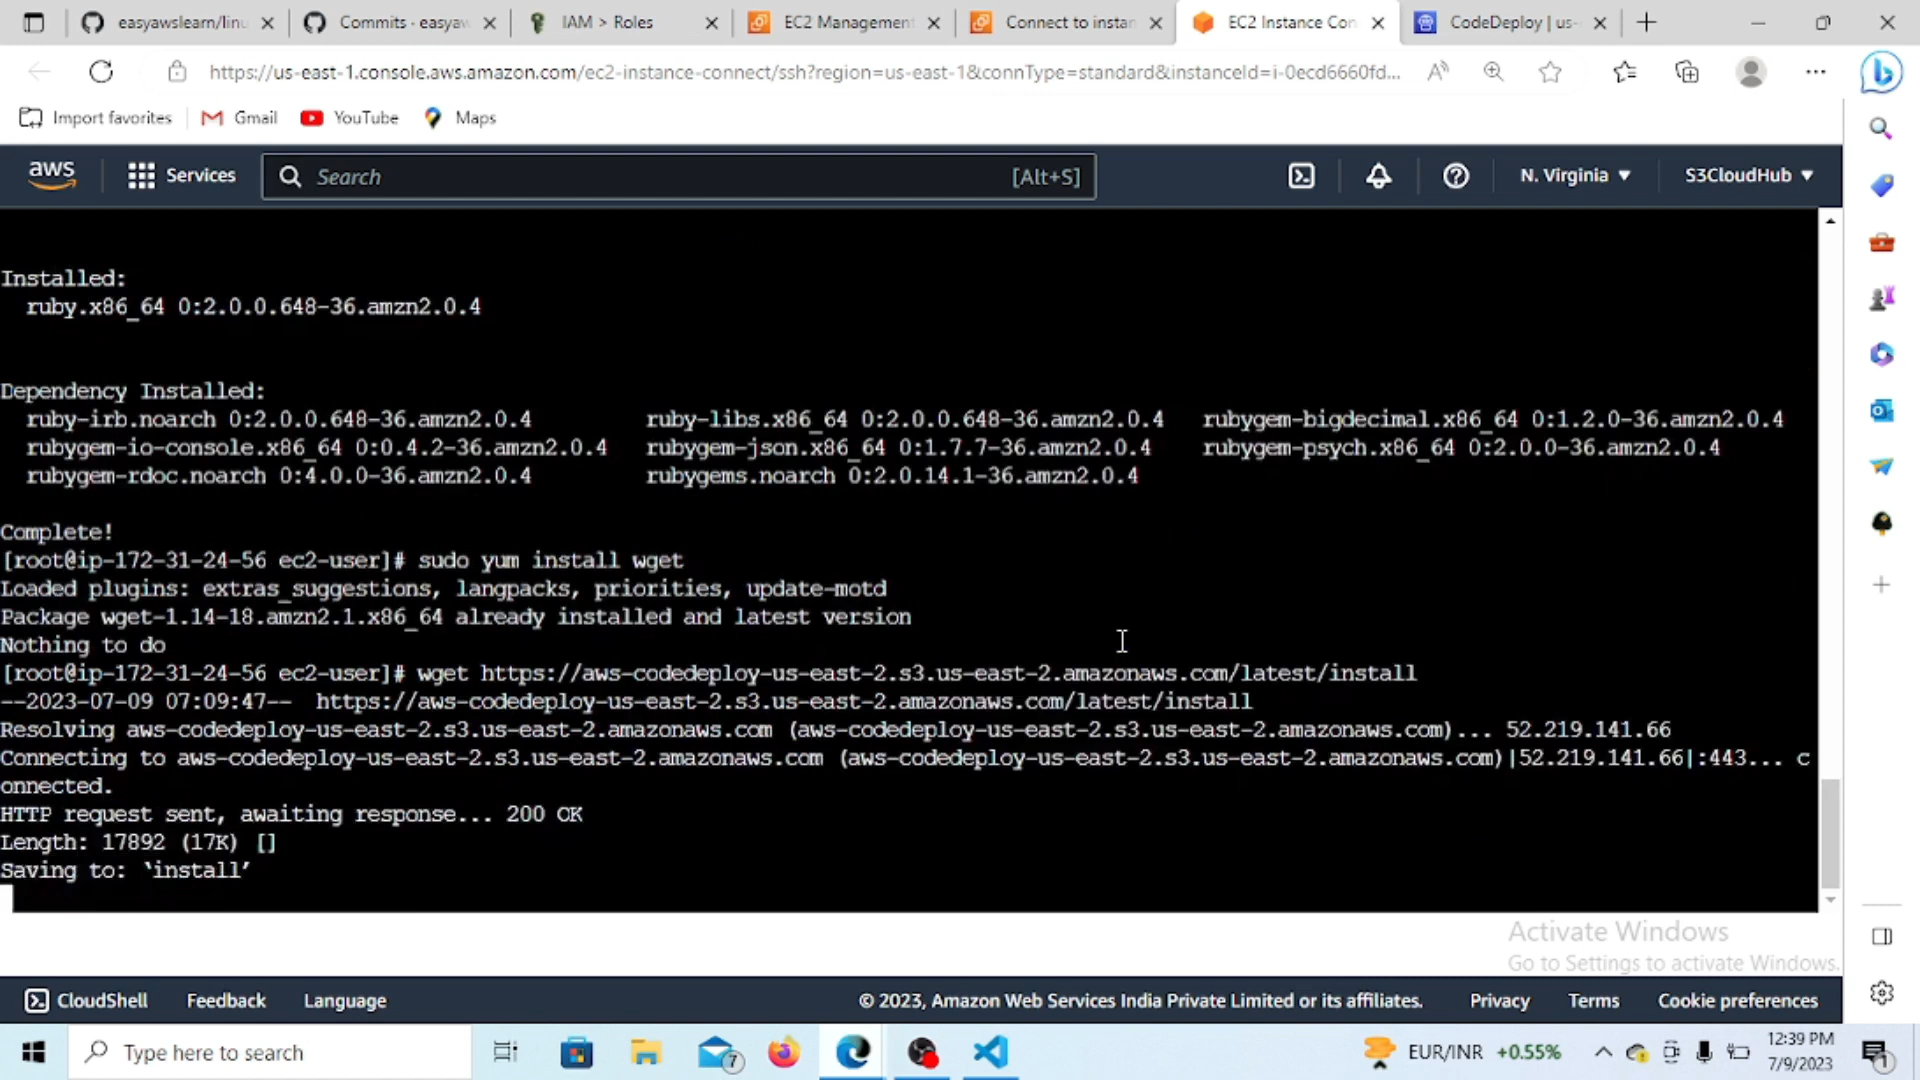 easyawslearn/linu
Commits · easyaw
IAM > Roles
EC2 Management
Connect to instan
EC2 Instance Con
CodeDeploy | us-
https://us-east-1.console.aws.amazon.com/ec2-instance-connect/ssh?region=us-east-1&connType=standard&instanceId=i-0ecd6660fd...
Import favorites
Gmail
YouTube
Maps
aws
Services
Search
[Alt+S]
N. Virginia
S3CloudHub
Installed:
ruby.x86_64 0:2.0.0.648-36.amzn2.0.4
Dependency Installed:
ruby-irb.noarch 0:2.0.0.648-36.amzn2.0.4 ruby-libs.x86_64 0:2.0.0.648-36.amzn2.0.4 rubygem-bigdecimal.x86_64 0:1.2.0-36.amzn2.0.4
rubygem-io-console.x86_64 0:0.4.2-36.amzn2.0.4 rubygem-json.x86_64 0:1.7.7-36.amzn2.0.4 rubygem-psych.x86_64 0:2.0.0-36.amzn2.0.4
rubygem-rdoc.noarch 0:4.0.0-36.amzn2.0.4 rubygems.noarch 0:2.0.14.1-36.amzn2.0.4
Complete!
[root@ip-172-31-24-56 ec2-user]# sudo yum install wget
Loaded plugins: extras_suggestions, langpacks, priorities, update-motd
Package wget-1.14-18.amzn2.1.x86_64 already installed and latest version
Nothing to do
[root@ip-172-31-24-56 ec2-user]# wget https://aws-codedeploy-us-east-2.s3.us-east-2.amazonaws.com/latest/install
--2023-07-09 07:09:47-- https://aws-codedeploy-us-east-2.s3.us-east-2.amazonaws.com/latest/install
Resolving aws-codedeploy-us-east-2.s3.us-east-2.amazonaws.com (aws-codedeploy-us-east-2.s3.us-east-2.amazonaws.com)... 52.219.141.66
Connecting to aws-codedeploy-us-east-2.s3.us-east-2.amazonaws.com (aws-codedeploy-us-east-2.s3.us-east-2.amazonaws.com)|52.219.141.66|:443... c
onnected.
HTTP request sent, awaiting response... 200 OK
Length: 17892 (17K) []
Saving to: ‘install’
Activate Windows
Go to Settings to activate Windows.
CloudShell
Feedback
Language
© 2023, Amazon Web Services India Private Limited or its affiliates.
Privacy
Terms
Cookie preferences
Type here to search
7
EUR/INR +0.55%
12:39 PM
7/9/2023
1